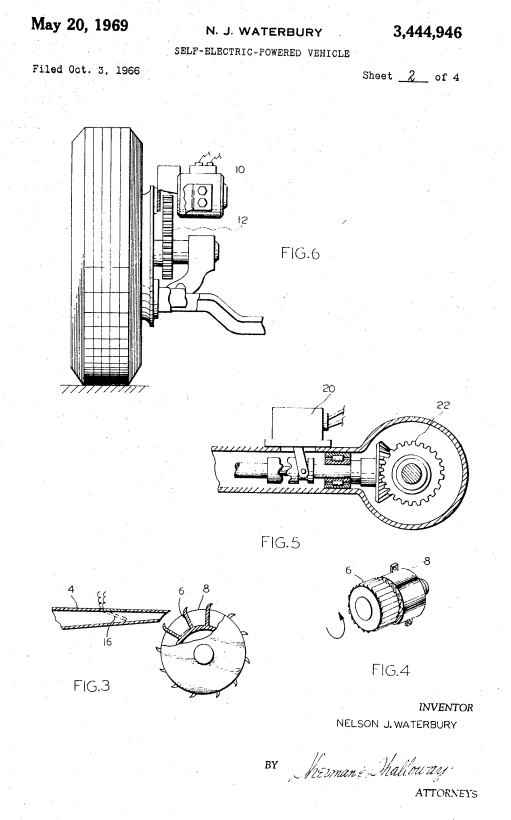 May 20, 1969
N. J. WATERBURY
3,444,946
SELF-ELECTRIC-POWERED VEHICLE
Filed Oct. 3, 1966
Sheet 2 of 4
10
12
FIG.6
20
22
FIG.5
4
6
8
16
FIG.3
6
8
FIG.4
INVENTOR
NELSON J. WATERBURY
BY Sherman & Shalloway
ATTORNEYS